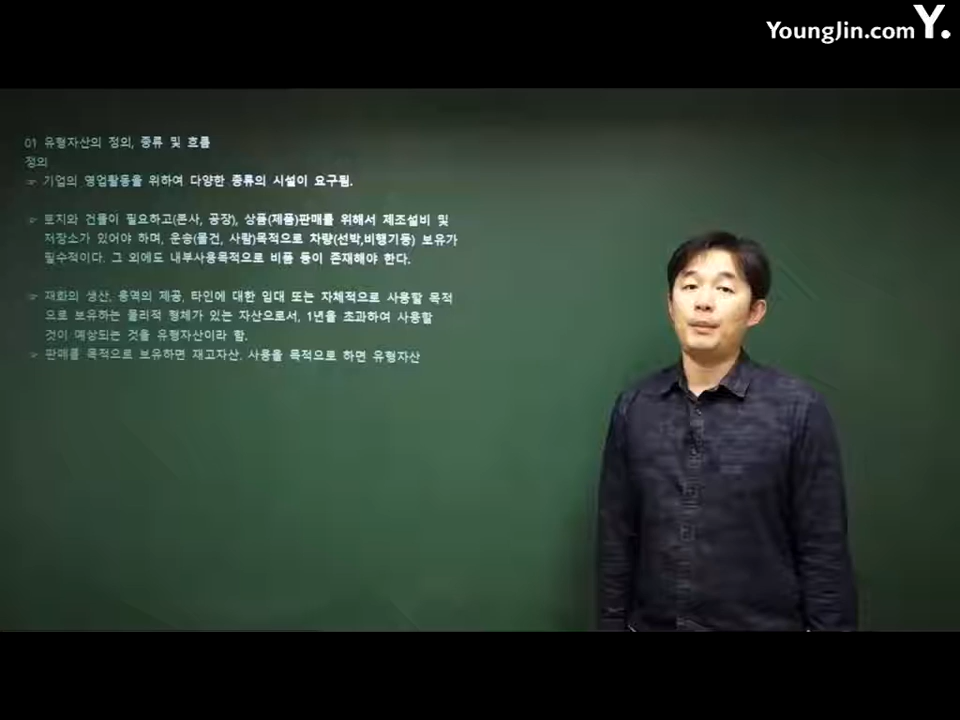 YoungJin.com Y.
01 유형자산의 정의, 종류 및 흐름
정의
☞ 기업의 영업활동을 위하여 다양한 종류의 시설이 요구됨.
☞ 토지와 건물이 필요하고(본사, 공장), 상품(제품)판매를 위해서 제조설비 및
저장소가 있어야 하며, 운송(물건, 사람)목적으로 차량(선박,비행기등) 보유가
필수적이다. 그 외에도 내부사용목적으로 비품 등이 존재해야 한다.
☞ 재화의 생산, 용역의 제공, 타인에 대한 임대 또는 자체적으로 사용할 목적
으로 보유하는 물리적 형체가 있는 자산으로서, 1년을 초과하여 사용할
것이 예상되는 것을 유형자산이라 함.
☞ 판매를 목적으로 보유하면 재고자산. 사용을 목적으로 하면 유형자산